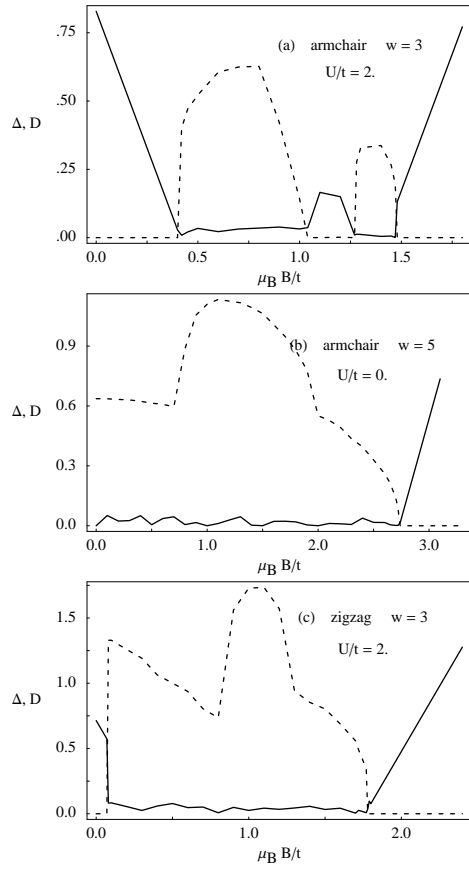 .75
(a) armchair w = 3
U/t = 2.
.50
Δ, D
.25
.00
0.0 0.5 1.0 1.5
μB B/t
0.9
(b) armchair w = 5
U/t = 0.
Δ, D
0.6
0.3
0.0
0.0 1.0 2.0 3.0
μB B/t
1.5
(c) zigzag w = 3
U/t = 2.
Δ, D
1.0
0.5
0.0
0.0 1.0 2.0
μB B/t